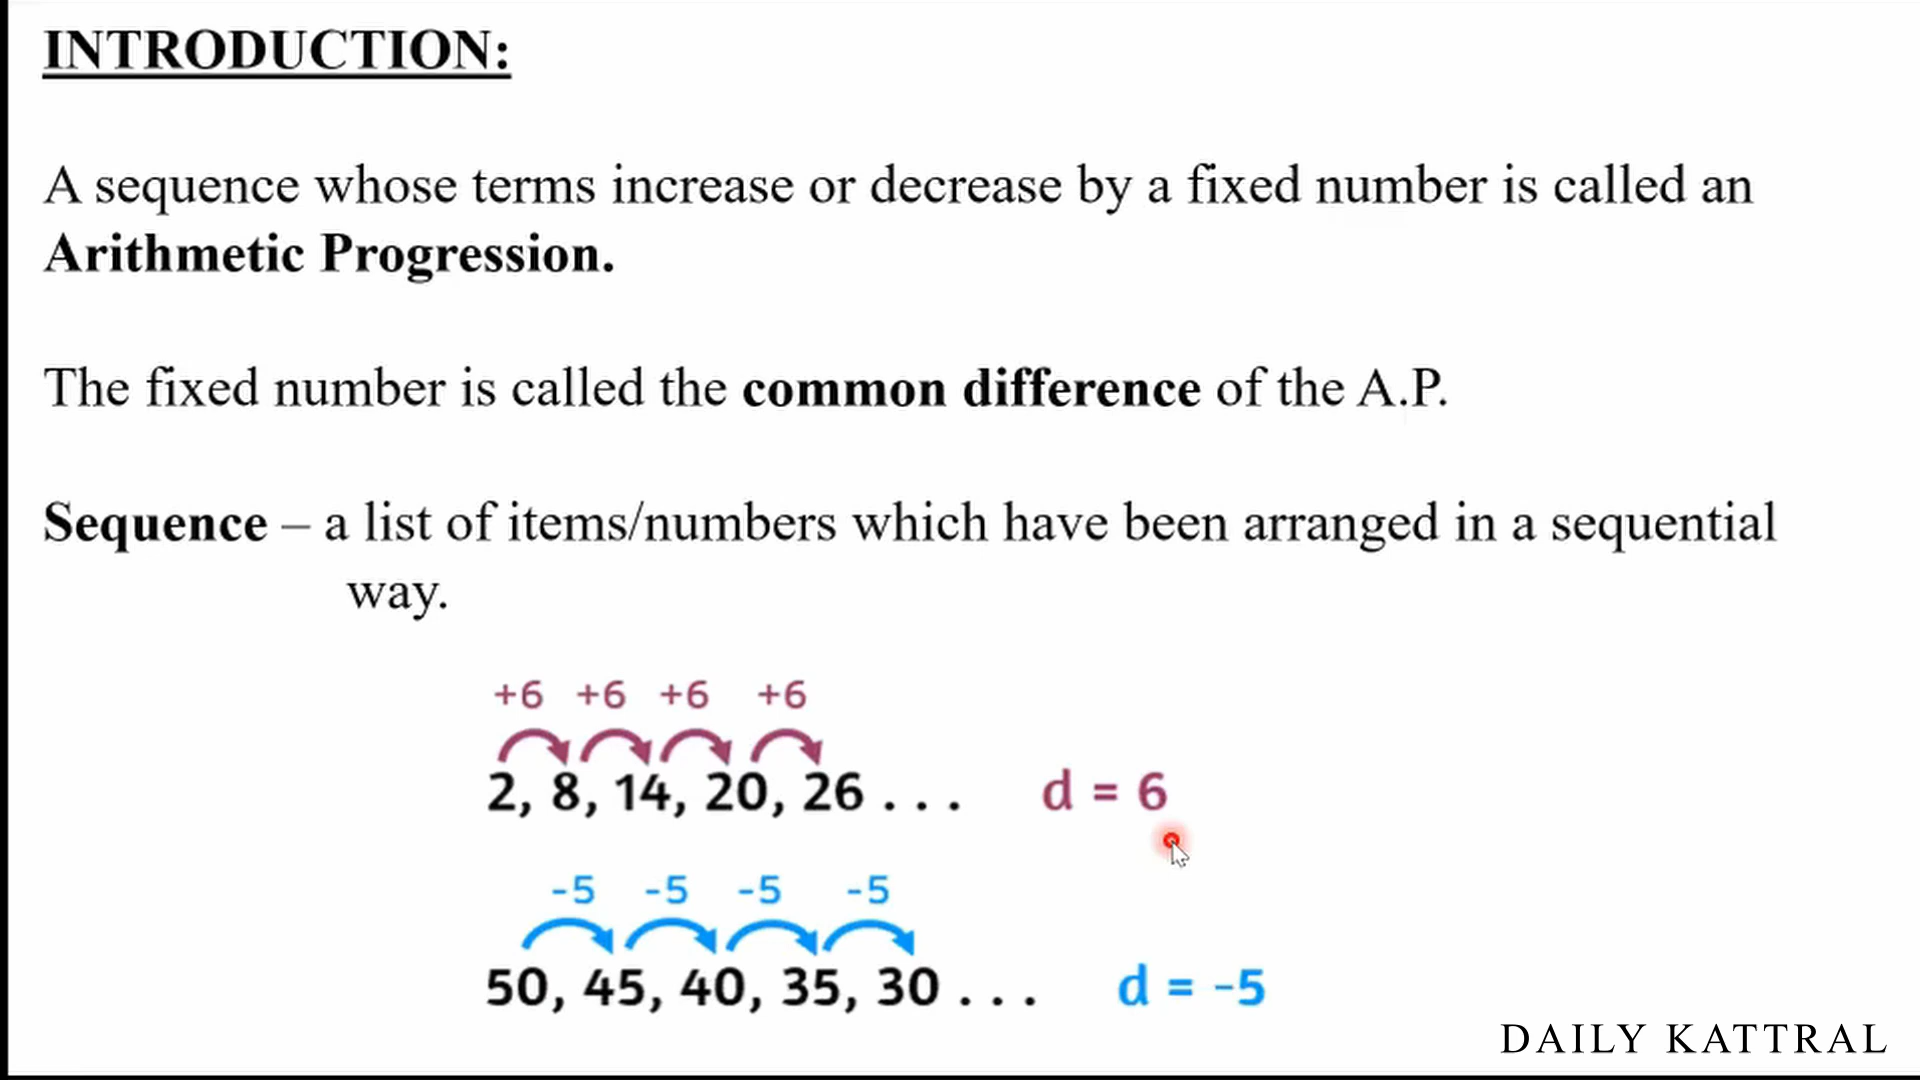 INTRODUCTION:
A sequence whose terms increase or decrease by a fixed number is called an
Arithmetic Progression.
The fixed number is called the common difference of the A.P.
Sequence – a list of items/numbers which have been arranged in a sequential
way.
+6 +6 +6 +6
2, 8, 14, 20, 26 . . . d = 6
-5 -5 -5 -5
50, 45, 40, 35, 30 . . . d = -5
DAILY KATTRAL